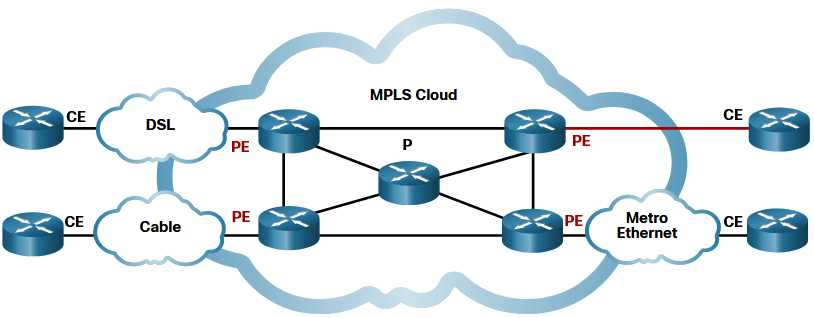 MPLS Cloud
CE
DSL
PE
P
PE
CE
CE
Cable
PE
PE
Metro
Ethernet
CE